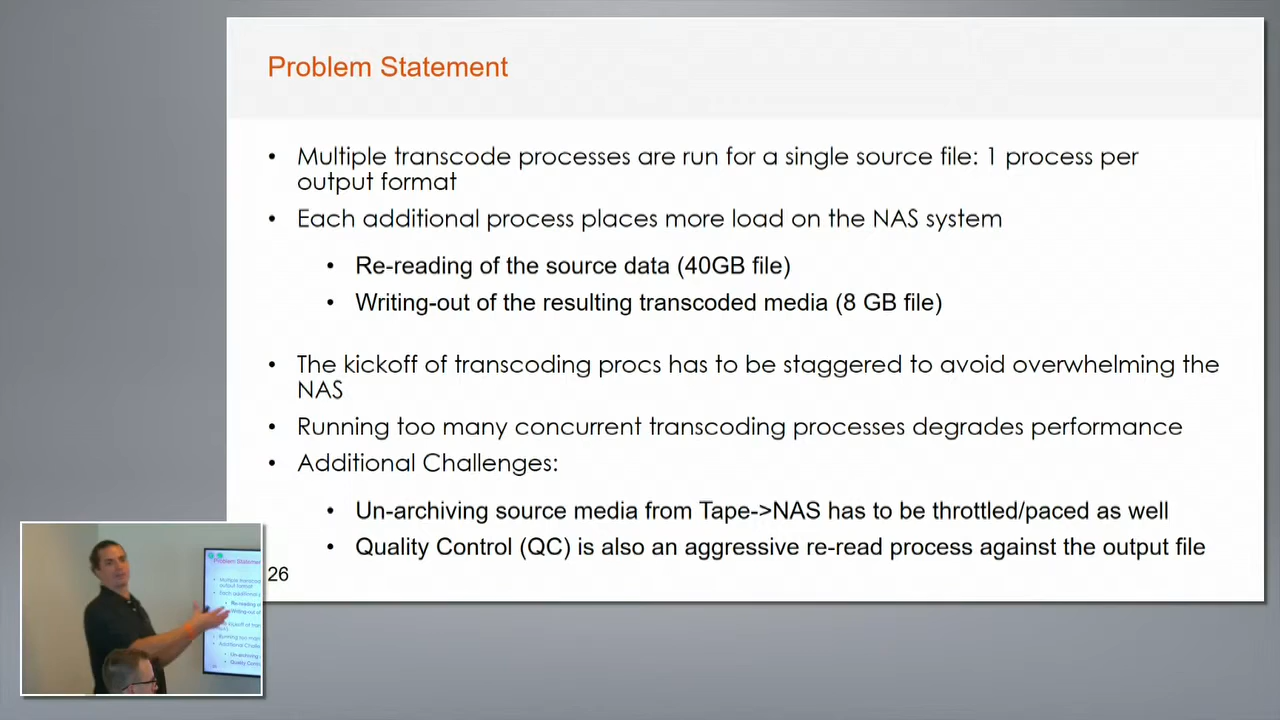 Problem Statement
• Multiple transcode processes are run for a single source file: 1 process per
output format
• Each additional process places more load on the NAS system
• Re-reading of the source data (40GB file)
• Writing-out of the resulting transcoded media (8 GB file)
• The kickoff of transcoding procs has to be staggered to avoid overwhelming the
NAS
• Running too many concurrent transcoding processes degrades performance
• Additional Challenges:
• Un-archiving source media from Tape->NAS has to be throttled/paced as well
• Quality Control (QC) is also an aggressive re-read process against the output file
26
Problem Statemen